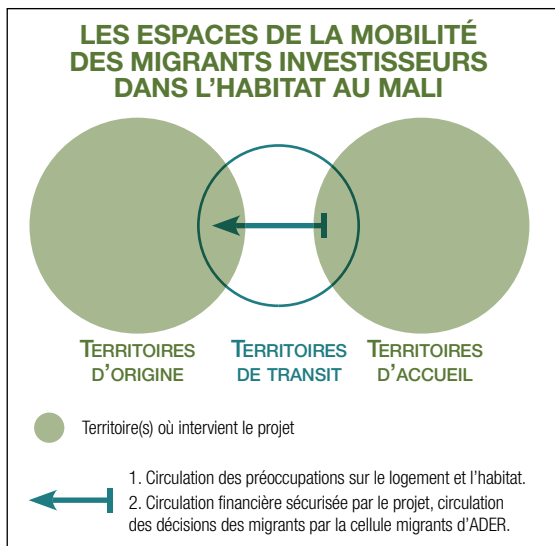 LES ESPACES DE LA MOBILITÉ
DES MIGRANTS INVESTISSEURS
DANS L'HABITAT AU MALI
TERRITOIRES
D'ORIGINE
TERRITOIRES
DE TRANSIT
TERRITOIRES
D'ACCUEIL
Territoire(s) où intervient le projet
1. Circulation des préoccupations sur le logement et l'habitat.
2. Circulation financière sécurisée par le projet, circulation
des décisions des migrants par la cellule migrants d'ADER.